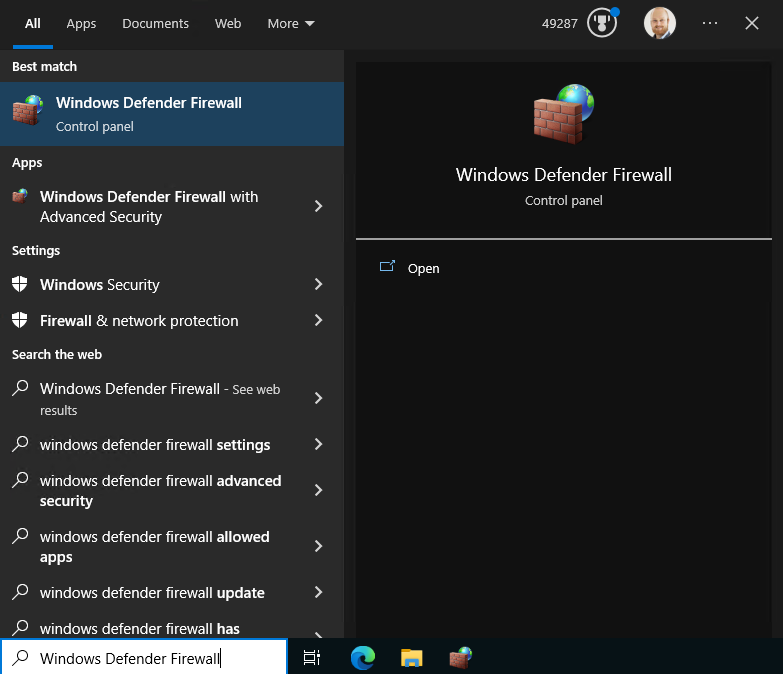 All Apps Documents Web More 49287
Best match
Windows Defender Firewall
Control panel
Apps
Windows Defender Firewall with
Advanced Security
Settings
Windows Security
Firewall & network protection
Search the web
Windows Defender Firewall - See web
results
windows defender firewall settings
windows defender firewall advanced
security
windows defender firewall allowed
apps
windows defender firewall update
windows defender firewall has
Windows Defender Firewall
Control panel
Open
Windows Defender Firewall